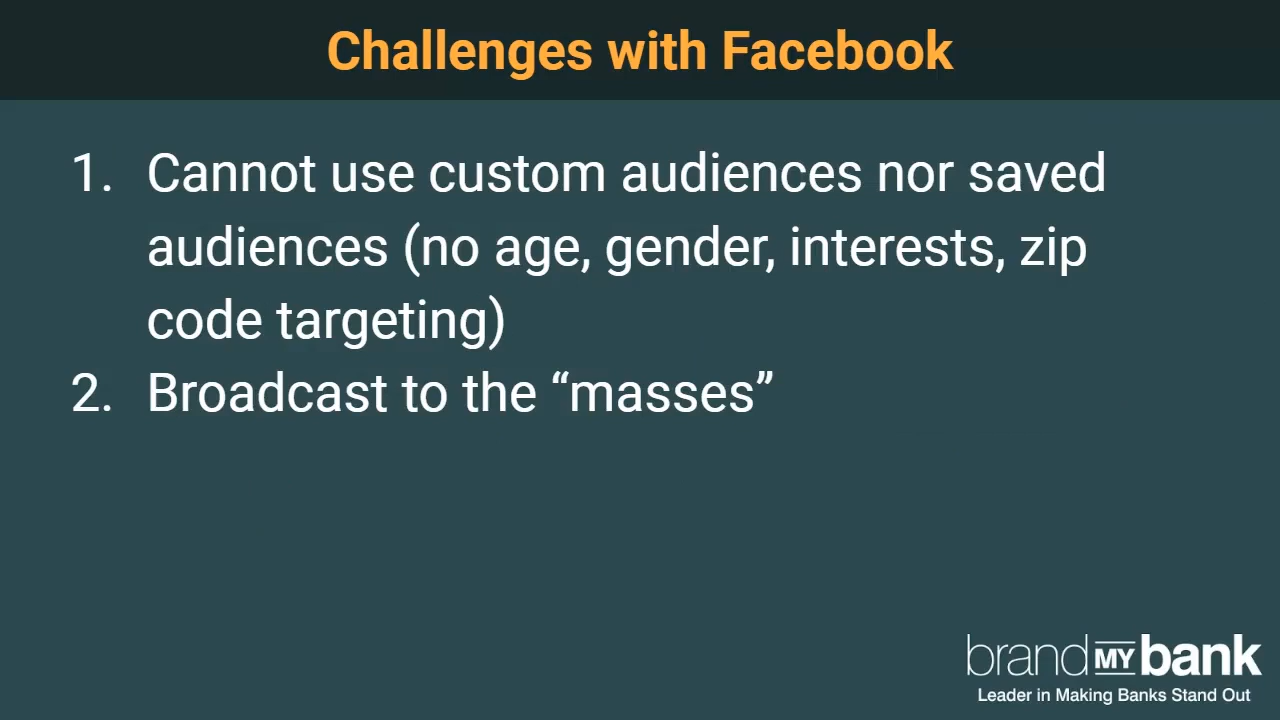 Challenges with Facebook
1. Cannot use custom audiences nor saved
audiences (no age, gender, interests, zip
code targeting)
2. Broadcast to the “masses”
brand MY bank
Leader in Making Banks Stand Out